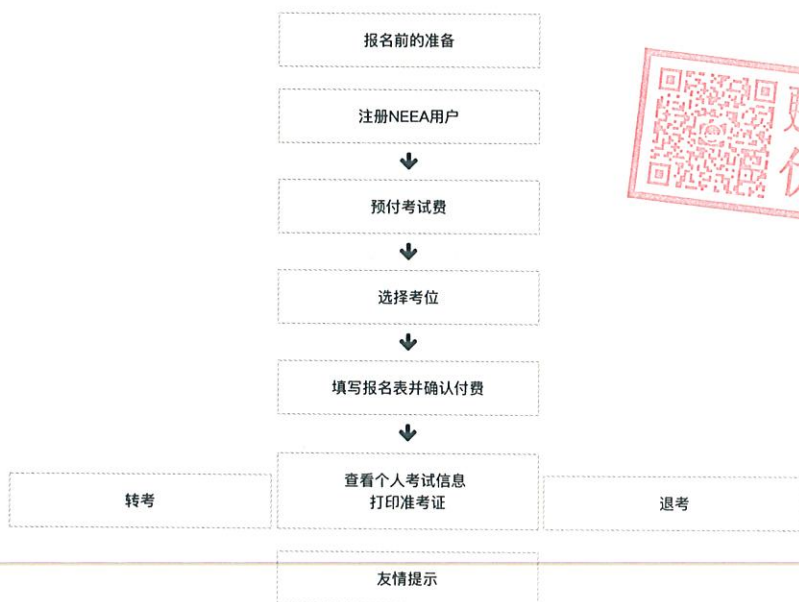 报名前的准备
注册NEEA用户
预付考试费
选择考位
填写报名表并确认付费
转考
查看个人考试信息
打印准考证
退考
友情提示